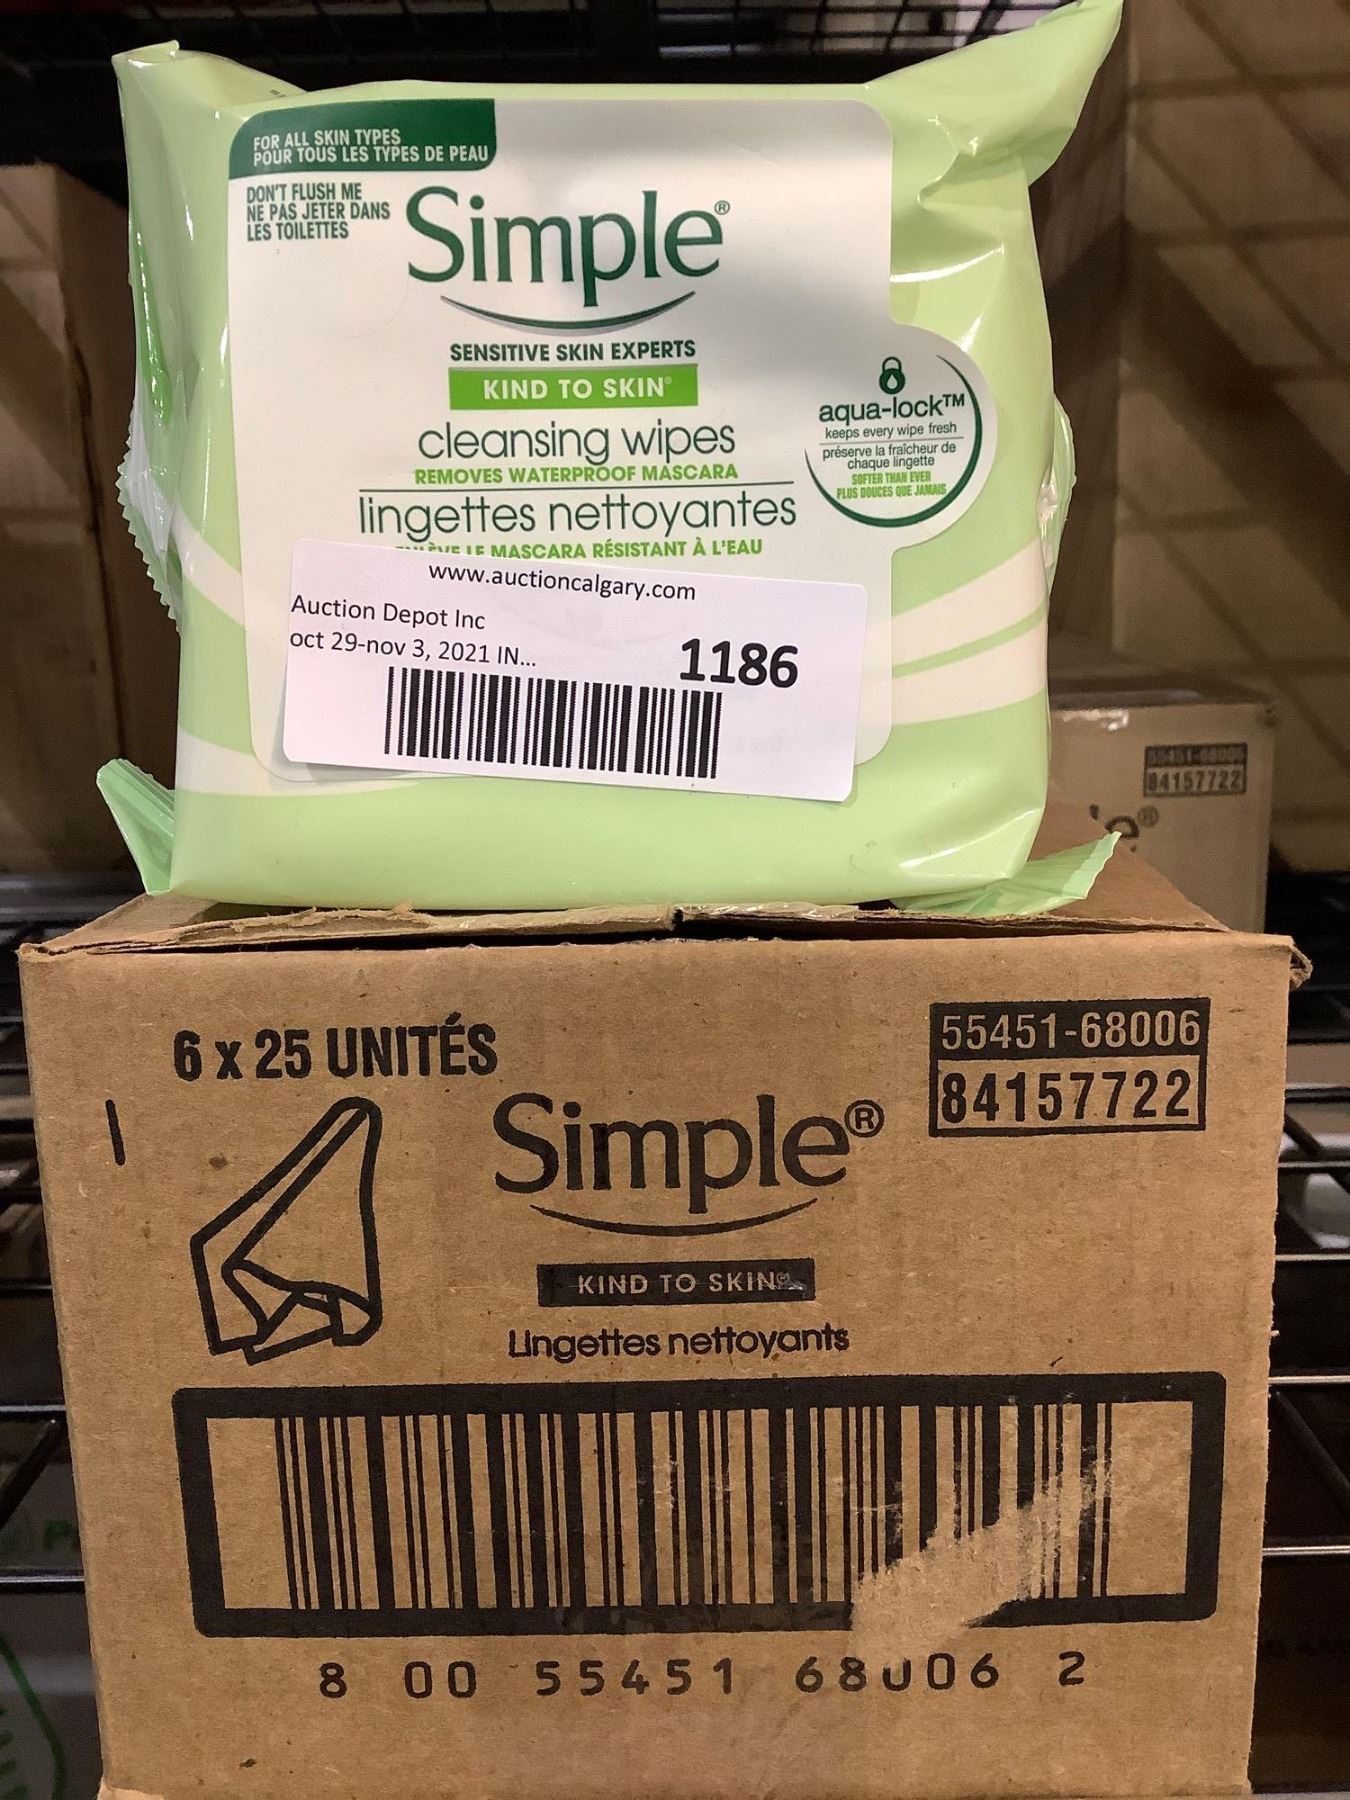 FOR ALL SKIN TYPES
POUR TOUS LES TYPES DE PEAU
DON'T FLUSH ME
NE PAS JETER DANS
LES TOILETTES
Simple®
SENSITIVE SKIN EXPERTS
KIND TO SKIN®
cleansing wipes
REMOVES WATERPROOF MASCARA
lingettes nettoyantes
LE MASCARA RÉSISTANT À L'EAU
aqua-lock™
keeps every wipe fresh
préserve la fraîcheur de
chaque lingette
SOFTER THAN EVER
PLUS DOUCES QUE JAMAIS
www.auctioncalgary.com
Auction Depot Inc
oct 29-nov 3, 2021 IN...
1186
55451-68006
84157722
6 x 25 UNITÉS
55451-68006
84157722
Simple®
KIND TO SKIN®
Lingettes nettoyants
8 00 55451 68006 2